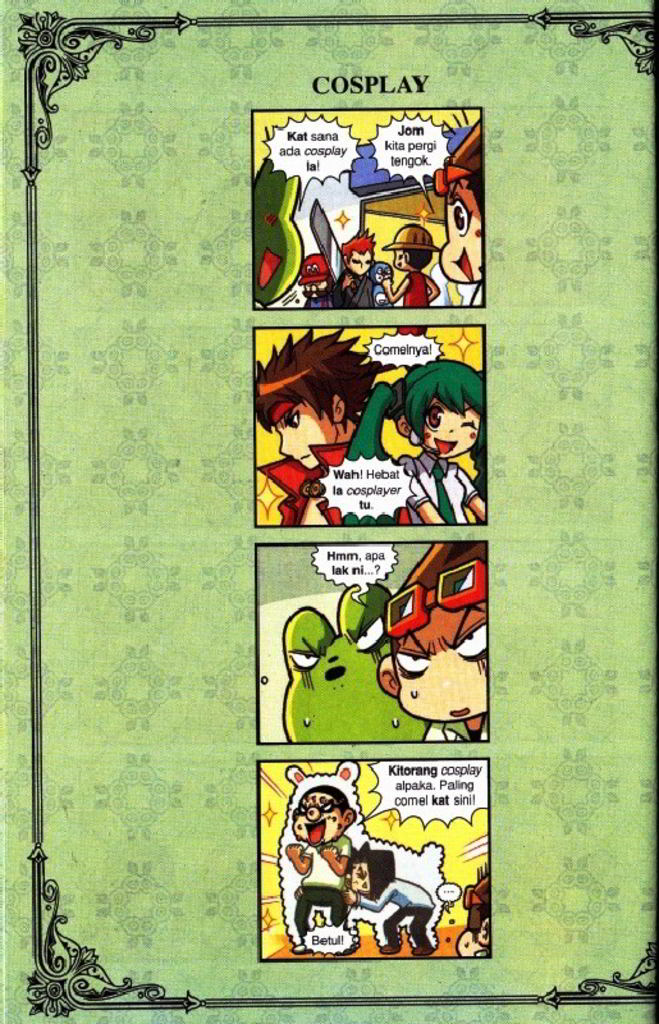 COSPLAY
Kat sana
ada cosplay
la!
Jom
kita pergi
tengok.
Comelnya!
Wah! Hebat
la cosplayer
tu.
Hmm, apa
lak ni...?
Kitorang cosplay
alpaka. Paling
comel kat sini!
...
Betul!